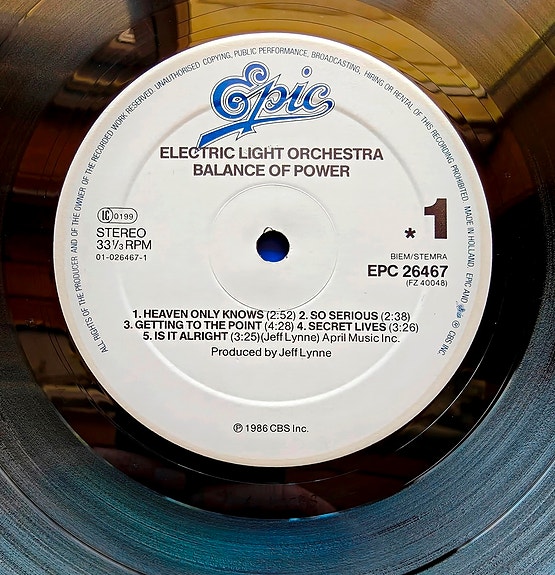 ALL RIGHTS OF THE PRODUCER AND OF THE OWNER OF THE RECORDED WORK RESERVED. UNAUTHORISED COPYING, PUBLIC PERFORMANCE, BROADCASTING, HIRING OR RENTAL OF THIS RECORDING PROHIBITED. MADE IN HOLLAND. EPIC AND ℗ CBS INC.
Epic
ELECTRIC LIGHT ORCHESTRA
BALANCE OF POWER
LC 0199
STEREO
33 1/3 RPM
01-026467-1
* 1
BIEM/STEMRA
EPC 26467
(FZ 40048)
1. HEAVEN ONLY KNOWS (2:52) 2. SO SERIOUS (2:38)
3. GETTING TO THE POINT (4:28) 4. SECRET LIVES (3:26)
5. IS IT ALRIGHT (3:25)(Jeff Lynne) April Music Inc.
Produced by Jeff Lynne
℗ 1986 CBS Inc.